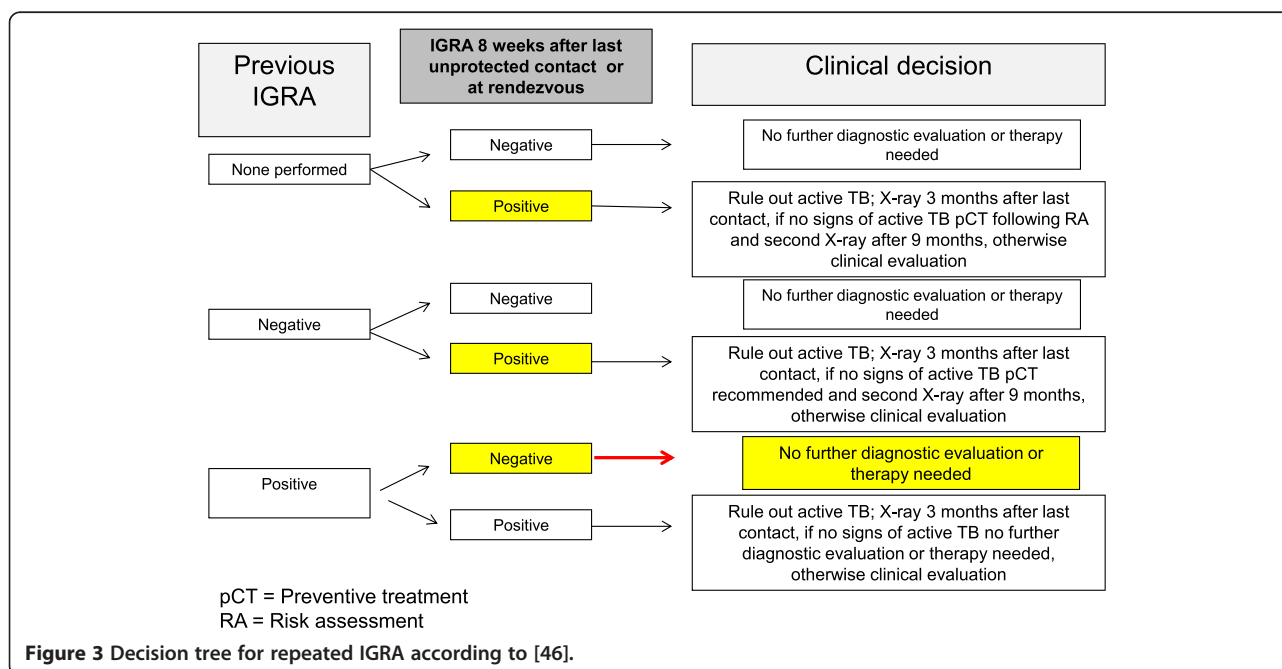 Previous
IGRA
IGRA 8 weeks after last
unprotected contact or
at rendezvous
Clinical decision
None performed
Negative
No further diagnostic evaluation or therapy
needed
Positive
Rule out active TB; X-ray 3 months after last
contact, if no signs of active TB pCT following RA
and second X-ray after 9 months, otherwise
clinical evaluation
Negative
Negative
No further diagnostic evaluation or therapy
needed
Positive
Rule out active TB; X-ray 3 months after last
contact, if no signs of active TB pCT
recommended and second X-ray after 9 months,
otherwise clinical evaluation
Positive
Negative
No further diagnostic evaluation or
therapy needed
Positive
Rule out active TB; X-ray 3 months after last
contact, if no signs of active TB no further
diagnostic evaluation or therapy needed,
otherwise clinical evaluation
pCT = Preventive treatment
RA = Risk assessment
Figure 3 Decision tree for repeated IGRA according to [46].